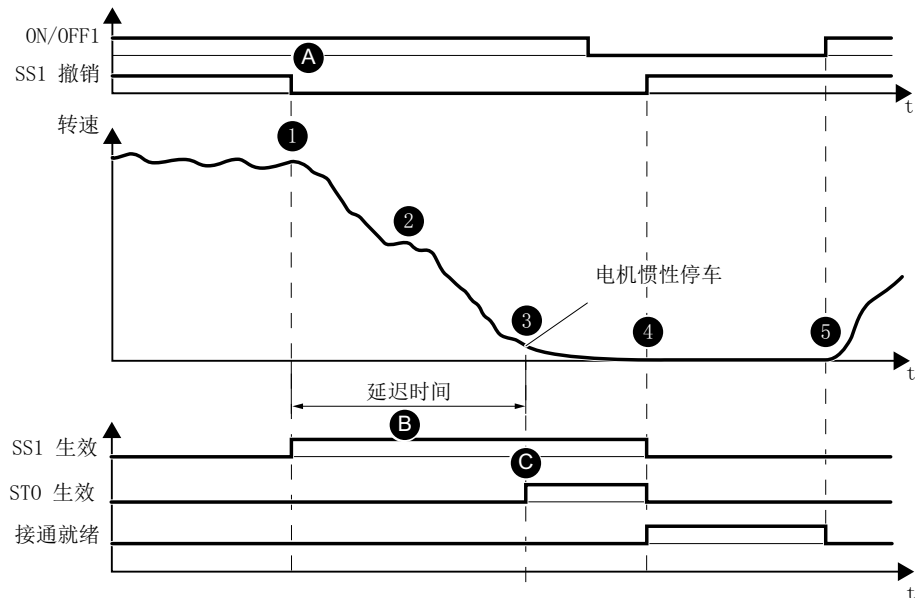 ON/OFF1
A
SS1 撤销
t
转速
1
2
电机惯性停车
3
4
5
t
延迟时间
B
SS1 生效
C
STO 生效
接通就绪
t